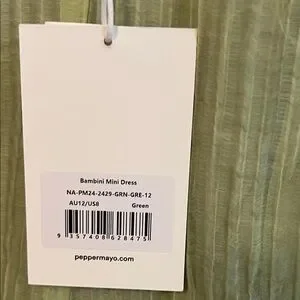 Bambini Mini Dress
NA-PM24-2429-GRN-GRE-12
AU12/US8 Green
9 357408 628475
peppermayo.com